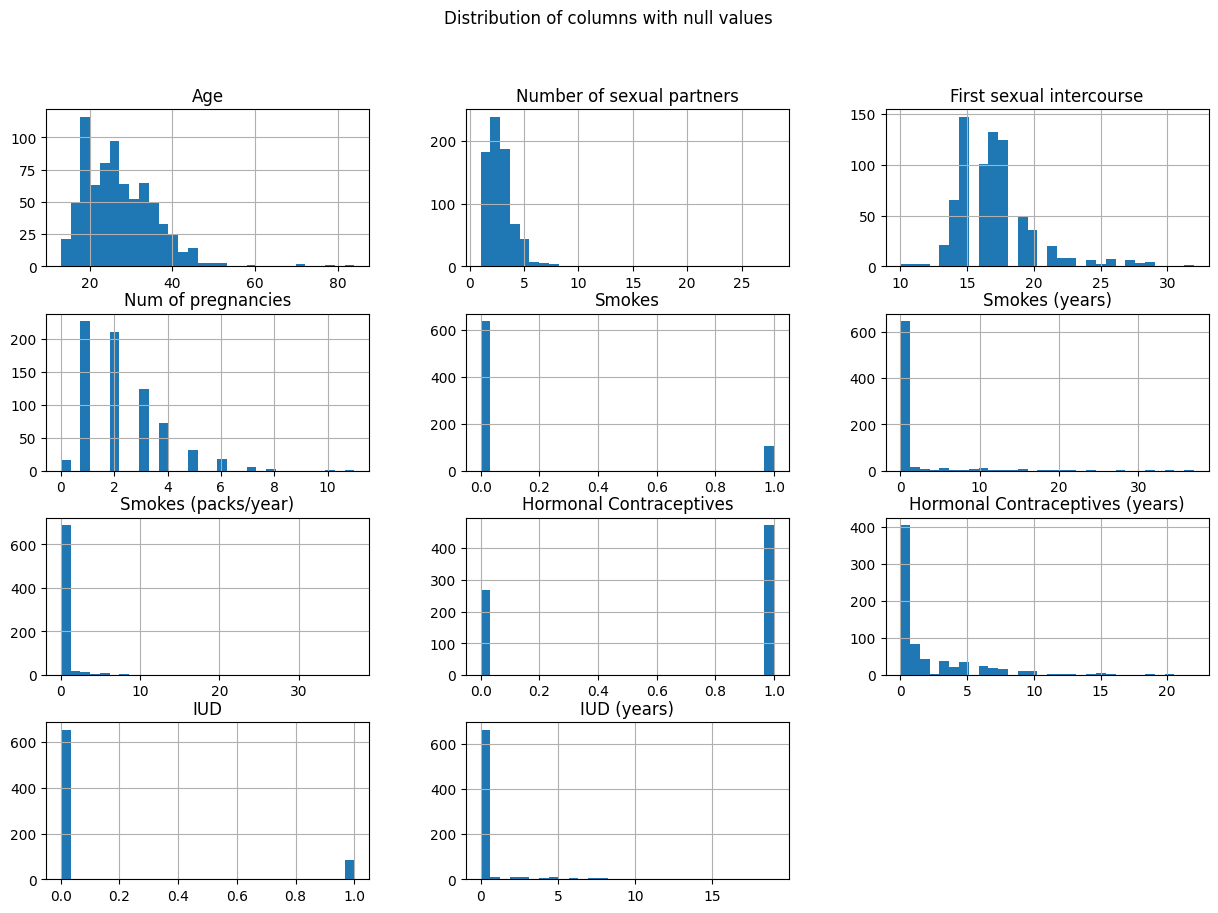 Distribution of columns with null values
Age
Number of sexual partners
First sexual intercourse
100
75
50
25
0
20 40 60 80
200
100
0
0 5 10 15 20 25
150
100
50
0
10 15 20 25 30
Num of pregnancies
Smokes
Smokes (years)
200
150
100
50
0
0 2 4 6 8 10
600
400
200
0
0.0 0.2 0.4 0.6 0.8 1.0
600
400
200
0
0 10 20 30
Smokes (packs/year)
Hormonal Contraceptives
Hormonal Contraceptives (years)
600
400
200
0
0 10 20 30
400
300
200
100
0
0.0 0.2 0.4 0.6 0.8 1.0
400
300
200
100
0
0 5 10 15 20
IUD
IUD (years)
600
400
200
0
0.0 0.2 0.4 0.6 0.8 1.0
600
400
200
0
0 5 10 15